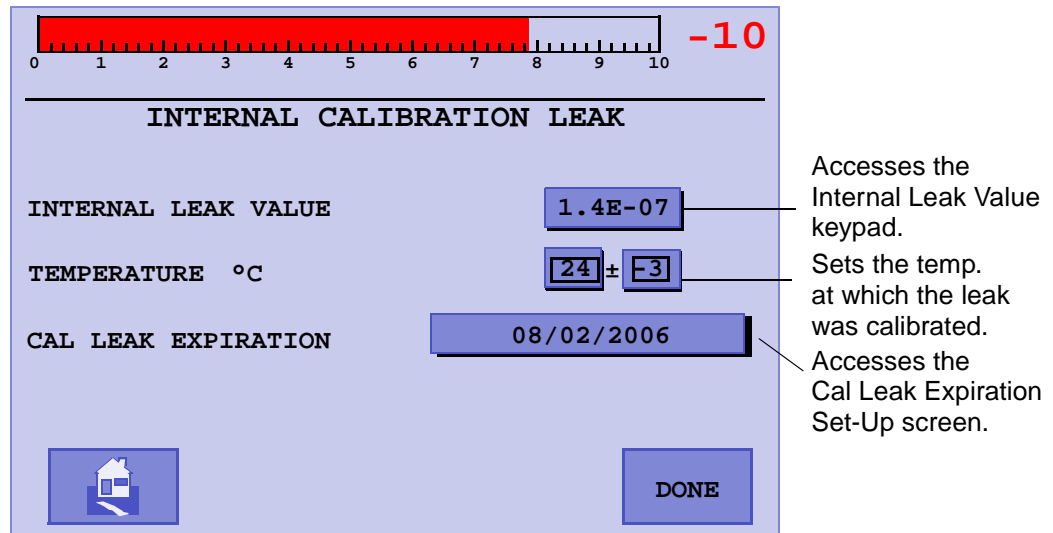 -10
0 1 2 3 4 5 6 7 8 9 10
INTERNAL CALIBRATION LEAK
INTERNAL LEAK VALUE 1.4E-07
TEMPERATURE °C 24 ± -3
CAL LEAK EXPIRATION 08/02/2006
DONE
Accesses the
Internal Leak Value
keypad.
Sets the temp.
at which the leak
was calibrated.
Accesses the
Cal Leak Expiration
Set-Up screen.